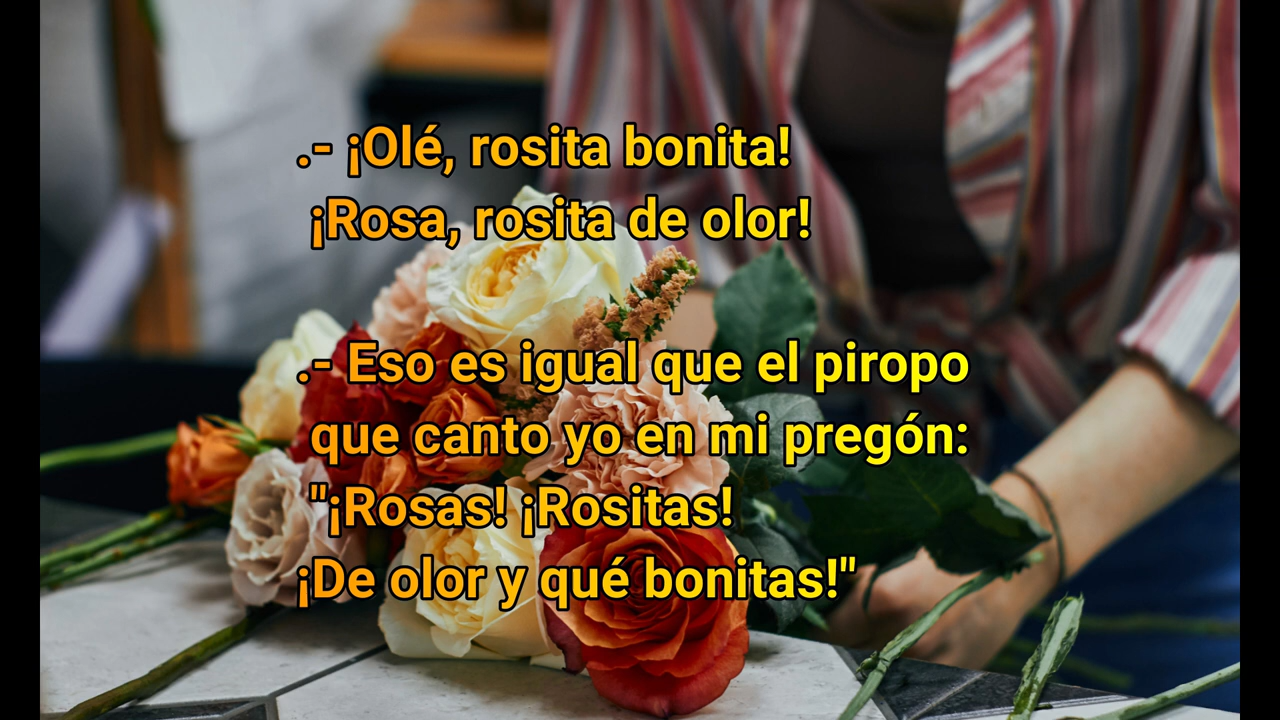 .- ¡Olé, rosita bonita!
¡Rosa, rosita de olor!
.- Eso es igual que el piropo
que canto yo en mi pregón:
"¡Rosas! ¡Rositas!
¡De olor y qué bonitas!"